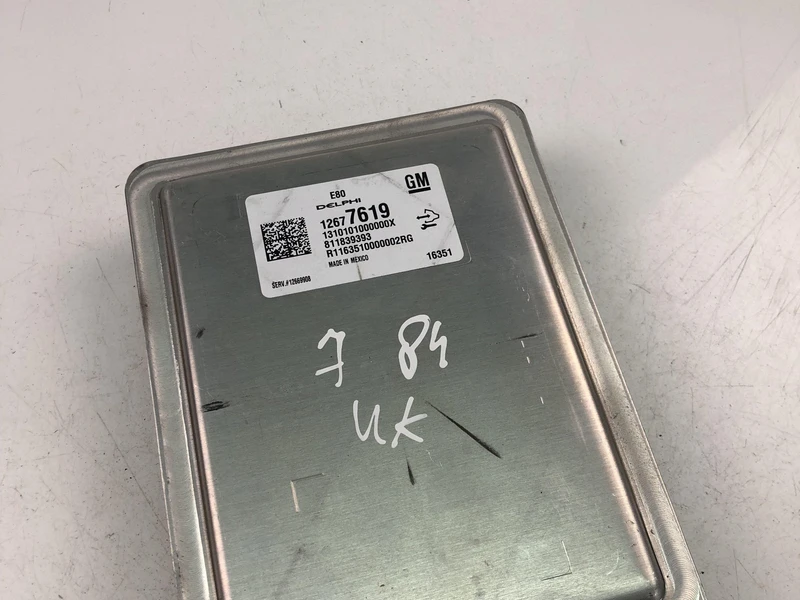 E80
GM
DELPHI
12677619
1310101000000X
811839393
R1163510000002RG
MADE IN MEXICO
16351
SERV.#12669908
7 84
UK